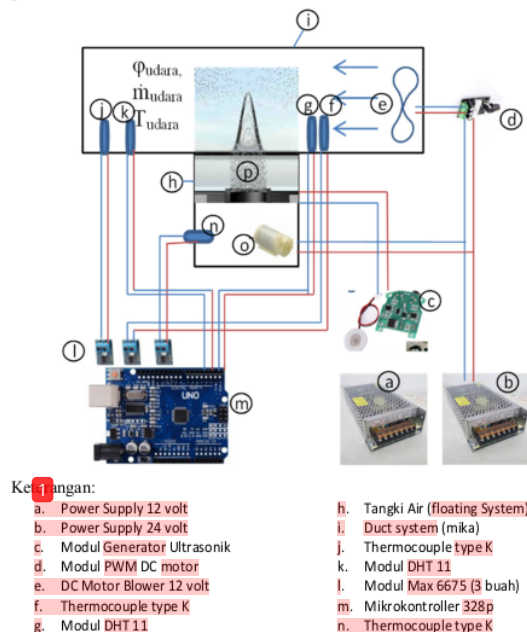 i
φudara,
ṁudara
Tudara
j
k
g
f
e
d
h
p
n
o
c
l
UNO
m
a
b
Keterangan:
1
a. Power Supply 12 volt
b. Power Supply 24 volt
c. Modul Generator Ultrasonik
d. Modul PWM DC motor
e. DC Motor Blower 12 volt
f. Thermocouple type K
g. Modul DHT 11
h. Tangki Air (floating System)
i. Duct system (mika)
j. Thermocouple type K
k. Modul DHT 11
l. Modul Max 6675 (3 buah)
m. Mikrokontroller 328p
n. Thermocouple type K